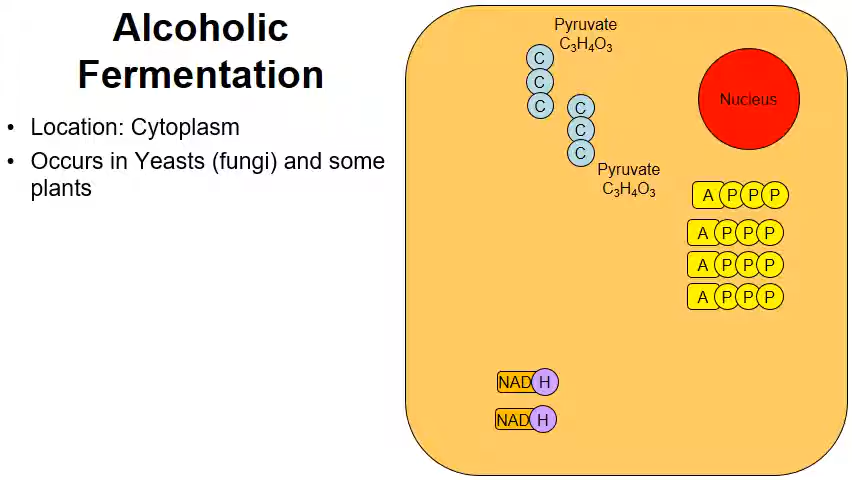 Alcoholic
Fermentation
• Location: Cytoplasm
• Occurs in Yeasts (fungi) and some
plants
Pyruvate
C₃H₄O₃
C
C
C
C
C
C
Pyruvate
C₃H₄O₃
Nucleus
A P P P
A P P P
A P P P
A P P P
NAD H
NAD H